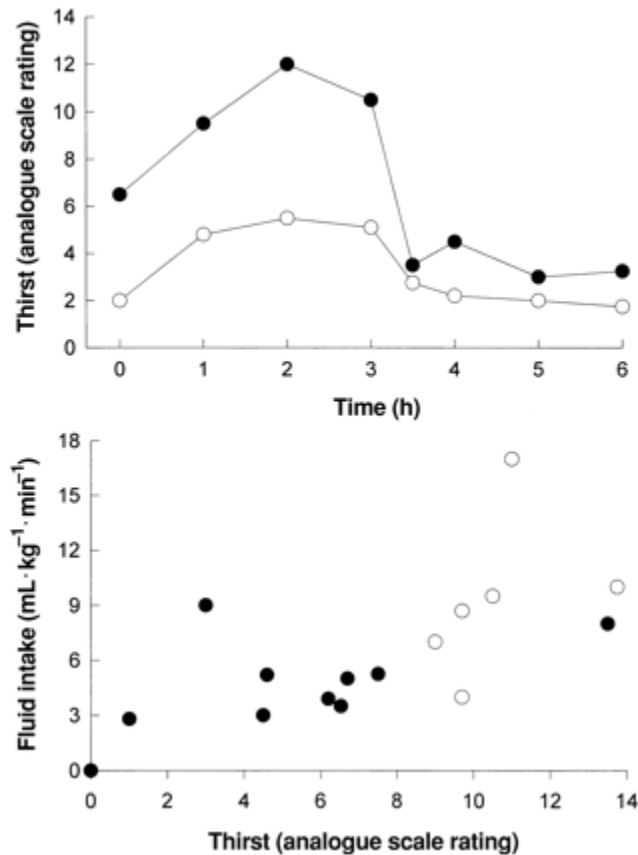 14
12
10
8
6
4
2
0
Thirst (analogue scale rating)
0 1 2 3 4 5 6
Time (h)
18
15
12
9
6
3
0
Fluid intake (mL·kg⁻¹·min⁻¹)
0 2 4 6 8 10 12 14
Thirst (analogue scale rating)